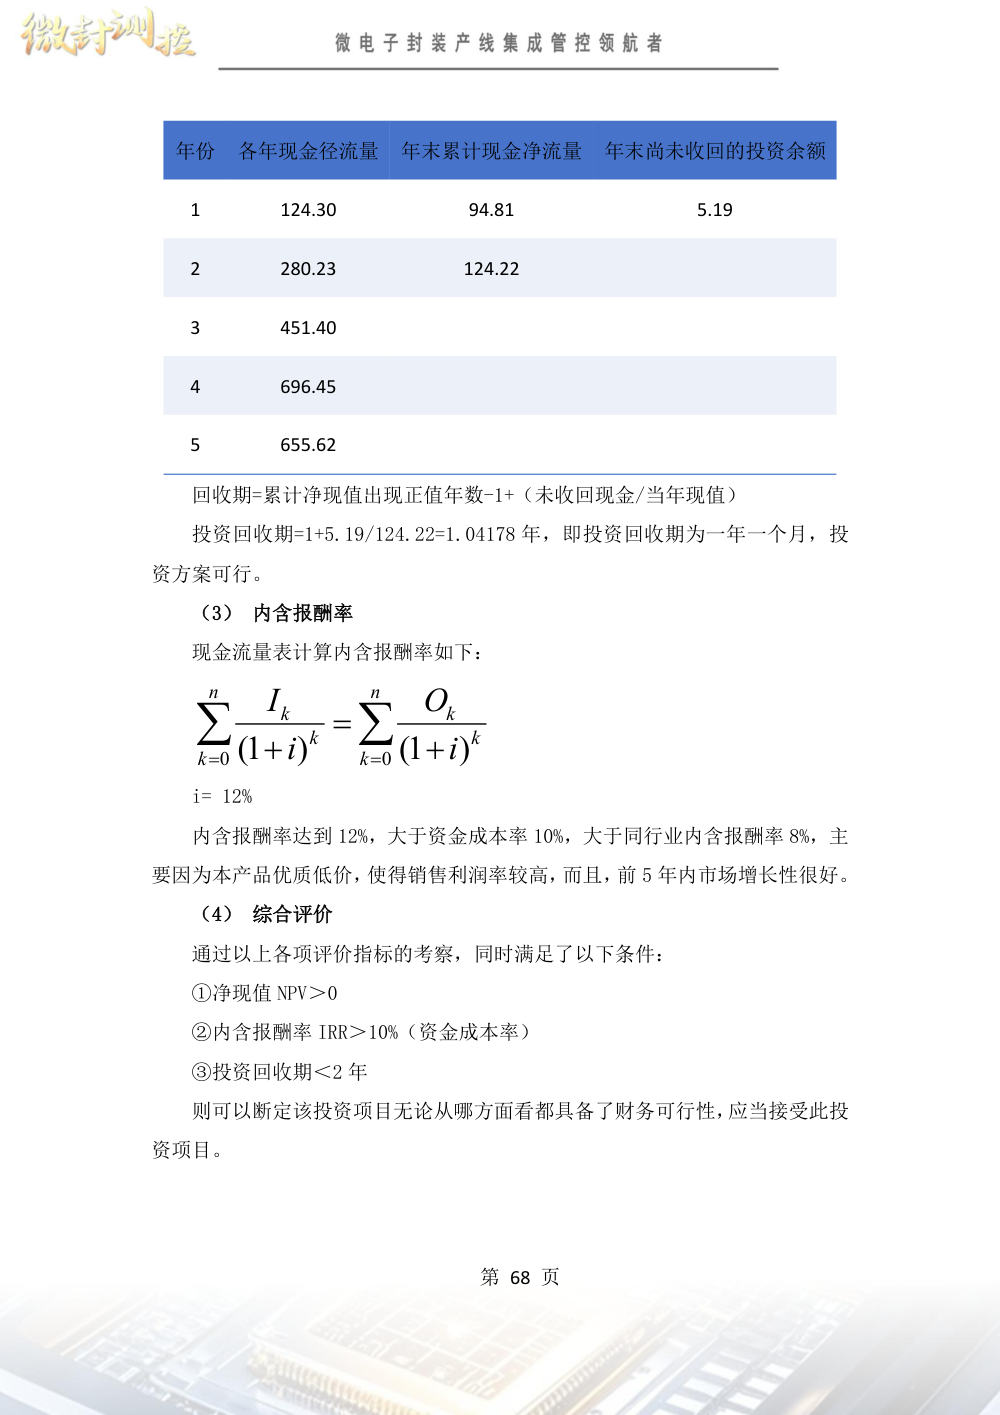 微封测控
微电子封装产线集成管控领航者
年份 各年现金径流量 年末累计现金净流量 年末尚未收回的投资余额
1 124.30 94.81 5.19
2 280.23 124.22
3 451.40
4 696.45
5 655.62
回收期=累计净现值出现正值年数-1+（未收回现金/当年现值）
投资回收期=1+5.19/124.22=1.04178 年，即投资回收期为一年一个月，投
资方案可行。
（3） 内含报酬率
现金流量表计算内含报酬率如下：
\sum_{k=0}^{n} \frac{I_k}{(1+i)^k} = \sum_{k=0}^{n} \frac{O_k}{(1+i)^k}
i= 12%
内含报酬率达到 12%，大于资金成本率 10%，大于同行业内含报酬率 8%，主
要因为本产品优质低价，使得销售利润率较高，而且，前 5 年内市场增长性很好。
（4） 综合评价
通过以上各项评价指标的考察，同时满足了以下条件：
①净现值 NPV＞0
②内含报酬率 IRR＞10%（资金成本率）
③投资回收期＜2 年
则可以断定该投资项目无论从哪方面看都具备了财务可行性，应当接受此投
资项目。
第 68 页